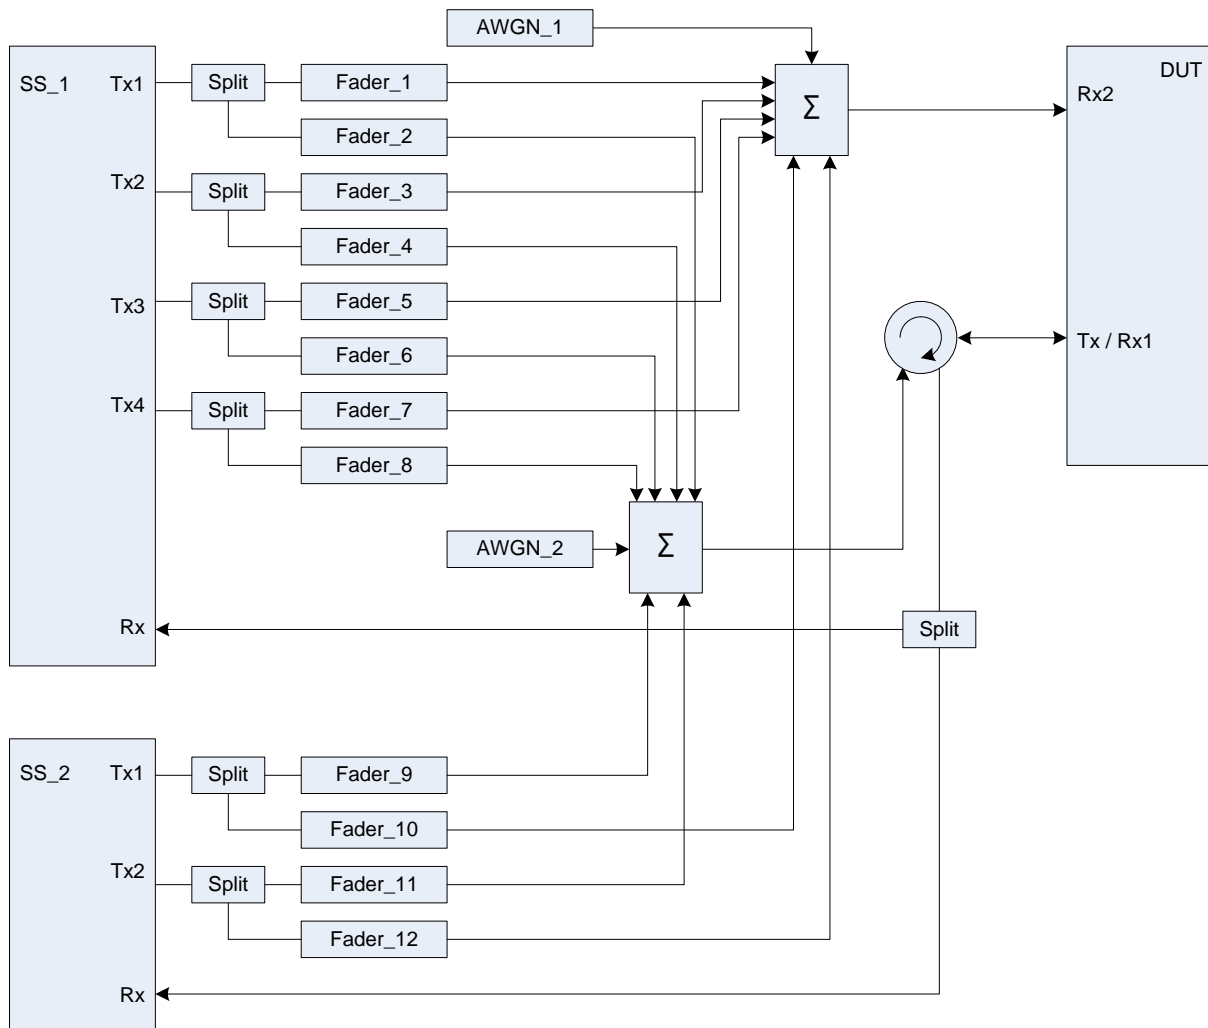 AWGN_1
SS_1
Tx1
Split
Fader_1
Σ
DUT
Rx2
Fader_2
Tx2
Split
Fader_3
Fader_4
Tx3
Split
Fader_5
Tx / Rx1
Fader_6
Tx4
Split
Fader_7
Fader_8
AWGN_2
Σ
Rx
Split
SS_2
Tx1
Split
Fader_9
Fader_10
Tx2
Split
Fader_11
Fader_12
Rx